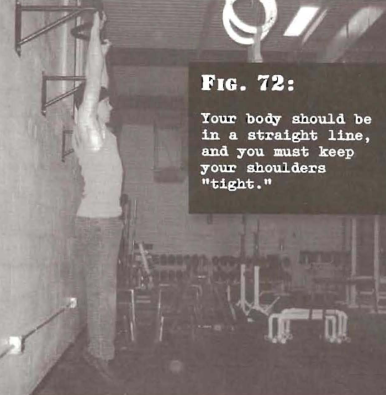 FIG. 72:
Your body should be
in a straight line,
and you must keep
your shoulders
"tight."